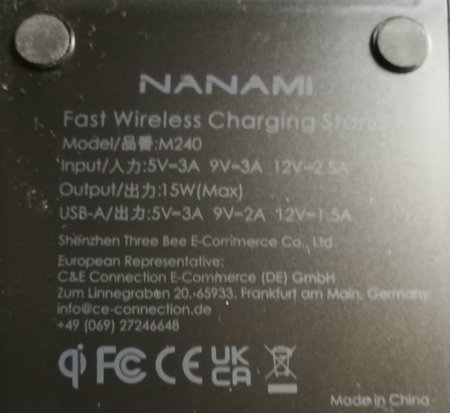 NANAMI
Fast Wireless Charging Stand
Model/品番:M240
Input/入力:5V=3A 9V=3A 12V=2.5A
Output/出力:15W(Max)
USB-A/出力:5V=3A 9V=2A 12V=1.5A
Shenzhen Three Bee E-Commerce Co., Ltd
European Representative:
C&E Connection E-Commerce (DE) GmbH
Zum Linnegraben 20, 65933, Frankfurt am Main, Germany
info@ce-connection.de
+49 (069) 27246648
qi FC CE UK CA
Made in China